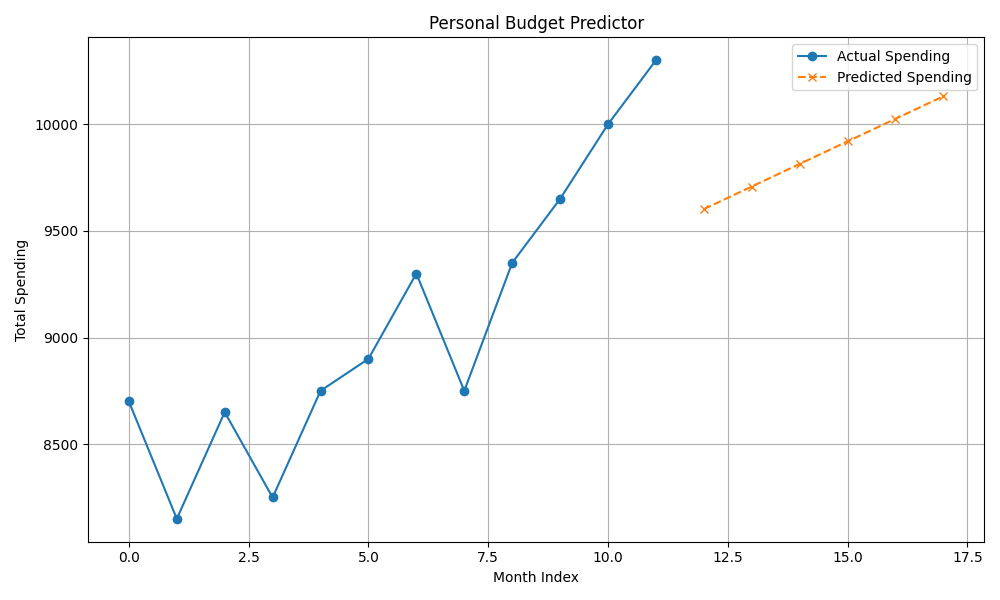 Personal Budget Predictor
Actual Spending
Predicted Spending
Total Spending
10000
9500
9000
8500
0.0 2.5 5.0 7.5 10.0 12.5 15.0 17.5
Month Index